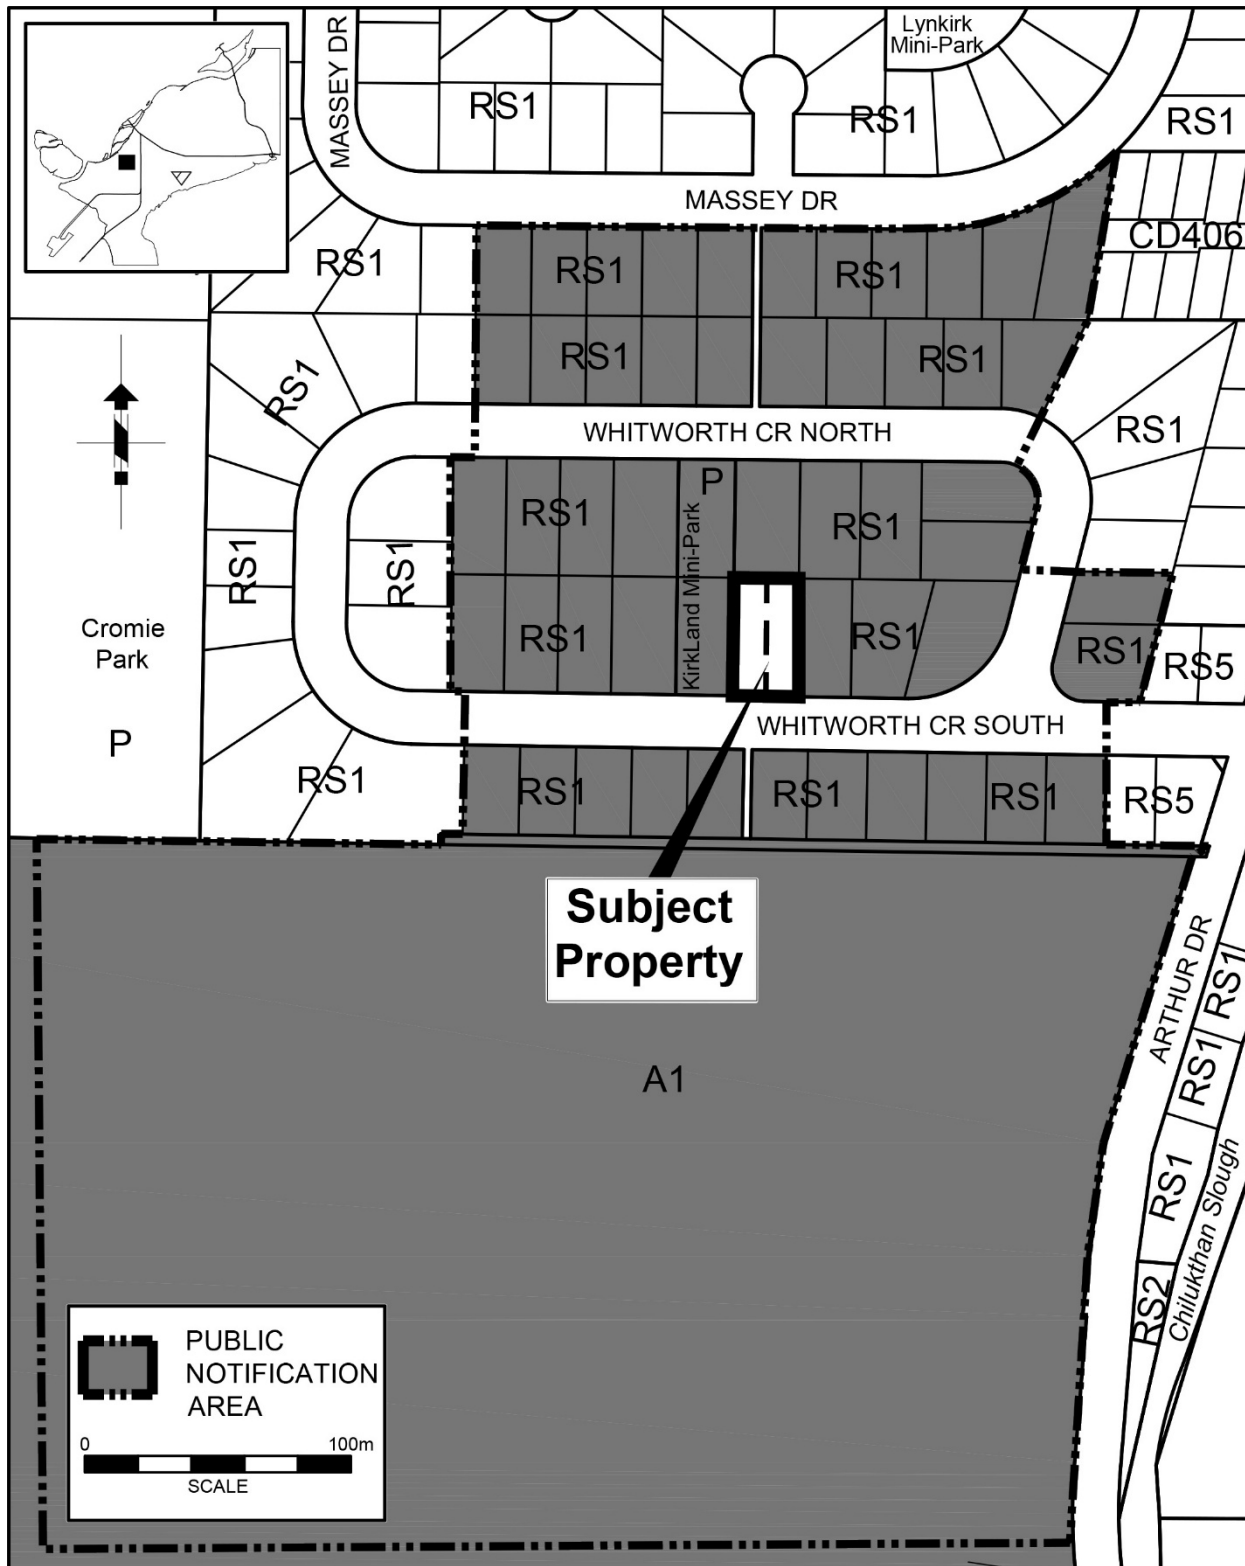 Lynkirk
Mini-Park
MASSEY DR
RS1
RS1
RS1
MASSEY DR
CD406
RS1
RS1
RS1
RS1
RS1
RS1
RS1
WHITWORTH CR NORTH
P
RS1
RS1
KirkLand Mini-Park
RS1
RS1
RS1
RS1
RS1
RS5
Cromie
Park
P
WHITWORTH CR SOUTH
RS1
RS1
RS1
RS1
RS5
Subject
Property
ARTHUR DR
RS1
RS1
RS1
RS2
Chilukthan Slough
A1
PUBLIC
NOTIFICATION
AREA
0
100m
SCALE